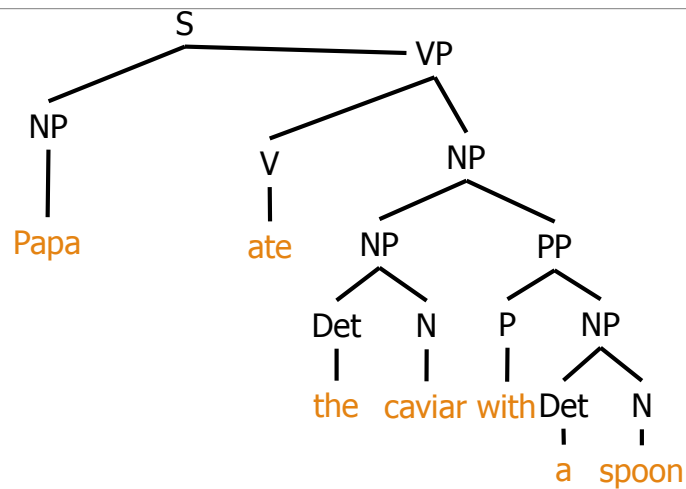 S
VP
NP
V NP
Papa ate NP PP
Det N P NP
the caviar with Det N
a spoon